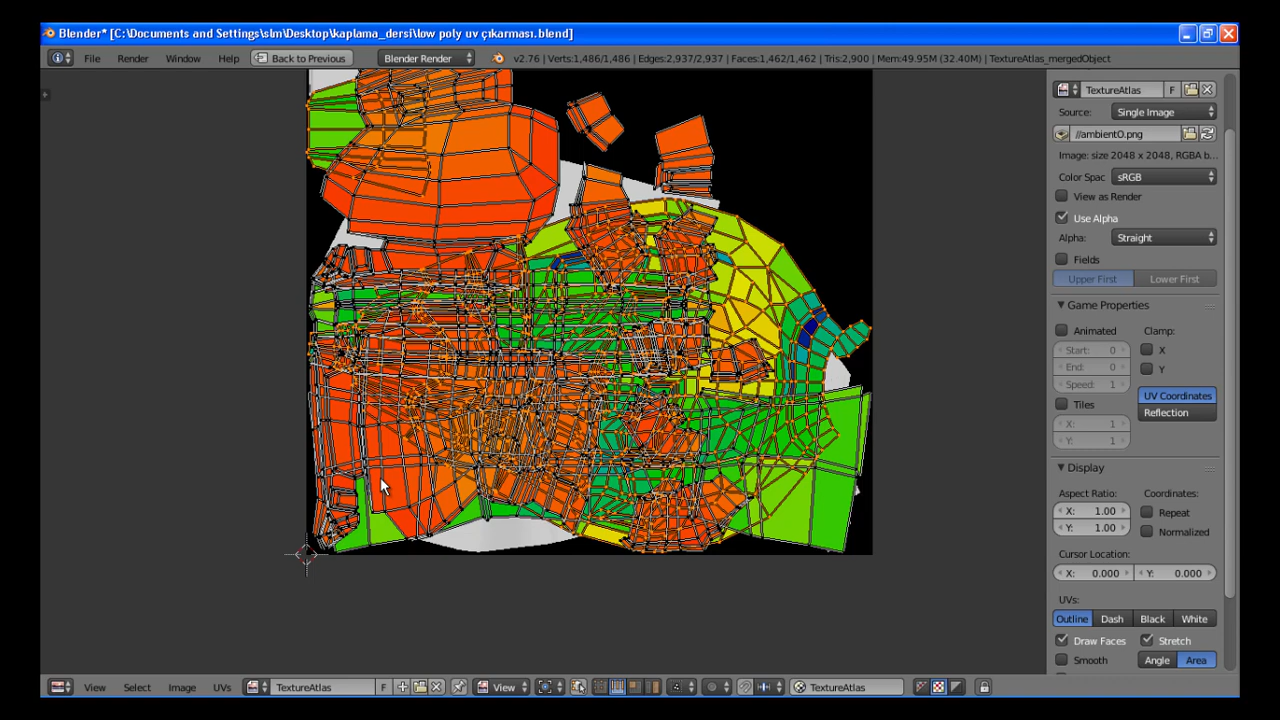 Blender* [C:\Documents and Settings\slm\Desktop\kaplama_dersi\low poly uv çıkarması.blend]
File Render Window Help Back to Previous Blender Render v2.76 | Verts:1,486/1,486 | Edges:2,937/2,937 | Faces:1,462/1,462 | Tris:2,900 | Mem:49.95M (32.40M) | TextureAtlas_mergedObject
TextureAtlas F
Source: Single Image
//ambientO.png
Image: size 2048 x 2048, RGBA b...
Color Spac sRGB
View as Render
Use Alpha
Alpha: Straight
Fields
Upper First Lower First
Game Properties
Animated Clamp:
Start: 0 X
End: 0 Y
Speed: 1
UV Coordinates
Tiles
Reflection
X: 1
Y: 1
Display
Aspect Ratio: Coordinates:
X: 1.00 Repeat
Y: 1.00 Normalized
Cursor Location:
X: 0.000 Y: 0.000
UVs:
Outline Dash Black White
Draw Faces Stretch
Smooth Angle Area
View Select Image UVs TextureAtlas F View TextureAtlas